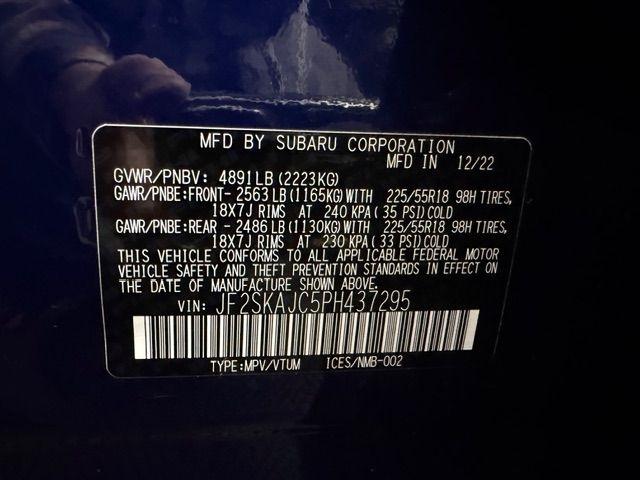 MFD BY SUBARU CORPORATION
MFD IN 12/22
GVWR/PNBV: 4891LB (2223KG)
GAWR/PNBE:FRONT- 2563LB (1165KG) WITH 225/55R18 98H TIRES,
18X7J RIMS AT 240 KPA ( 35 PSI) COLD
GAWR/PNBE:REAR - 2486LB (1130KG) WITH 225/55R18 98H TIRES,
18X7J RIMS AT 230 KPA ( 33 PSI) COLD
THIS VEHICLE CONFORMS TO ALL APPLICABLE FEDERAL MOTOR
VEHICLE SAFETY AND THEFT PREVENTION STANDARDS IN EFFECT ON
THE DATE OF MANUFACTURE SHOWN ABOVE.
VIN: JF2SKAJC5PH437295
TYPE:MPV/VTUM ICES/NMB-002